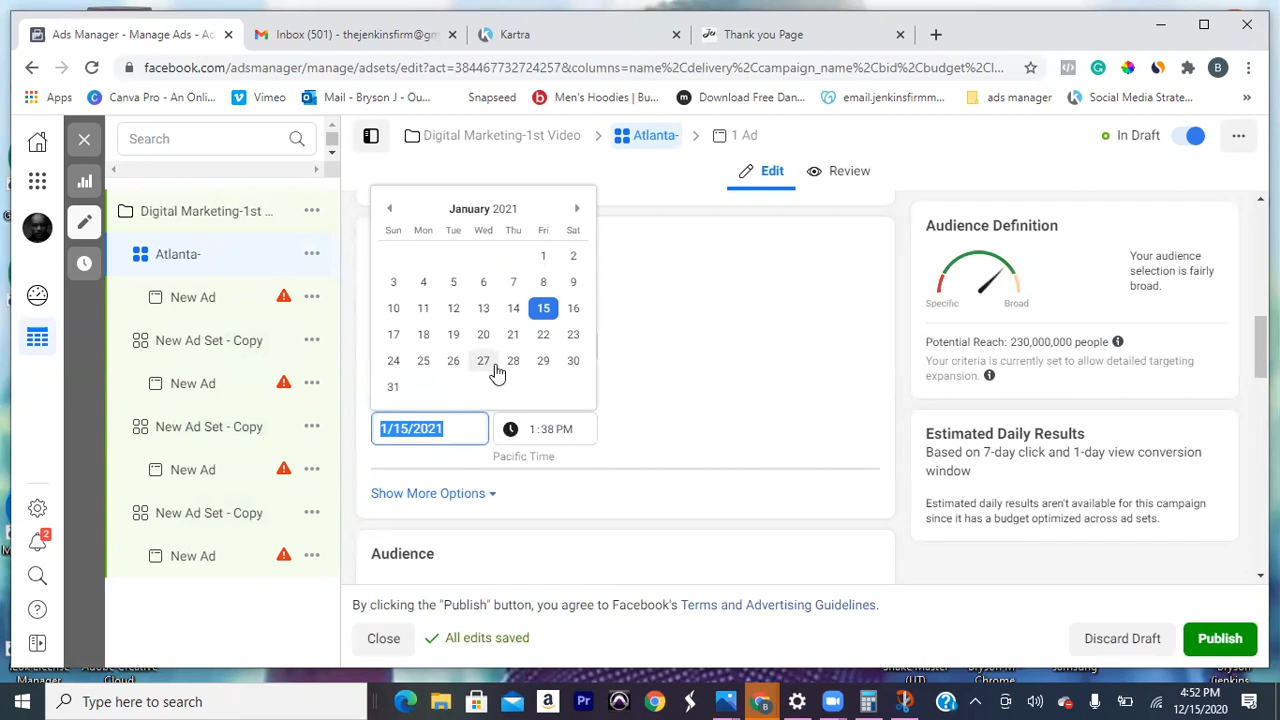 Ads Manager - Manage Ads - Ad
Inbox (501) - thejenkinsfirm@gm
Kartra
Thank you Page
facebook.com/adsmanager/manage/adsets/edit?act=384467732724257&columns=name%2Cdelivery%2Ccampaign_name%2Cbid%2Cbudget%2Cl...
B
Apps
Canva Pro - An Onli...
Vimeo
Mail - Bryson J - Ou...
Snapseed
Men's Hoodies | Bu...
Download Free Dan...
email.jenkinsfirmm...
ads manager
Social Media Strate...
»
Search
Digital Marketing-1st Video
Atlanta-
1 Ad
In Draft
Edit
Review
Digital Marketing-1st ...
Atlanta-
New Ad
New Ad Set - Copy
New Ad
New Ad Set - Copy
New Ad
New Ad Set - Copy
New Ad
2
January 2021
Sun Mon Tue Wed Thu Fri Sat
1 2
3 4 5 6 7 8 9
10 11 12 13 14 15 16
17 18 19 20 21 22 23
24 25 26 27 28 29 30
31
1/15/2021
1:38 PM
Pacific Time
Show More Options
Audience
Audience Definition
Specific
Broad
Your audience
selection is fairly
broad.
Potential Reach: 230,000,000 people
Your criteria is currently set to allow detailed targeting
expansion.
Estimated Daily Results
Based on 7-day click and 1-day view conversion
window
Estimated daily results aren't available for this campaign
since it has a budget optimized across ad sets.
By clicking the "Publish" button, you agree to Facebook's Terms and Advertising Guidelines.
Close
All edits saved
Discard Draft
Publish
Manager
Cloud
(UT)
Chrome
Samsung
jenkins
Type here to search
4:52 PM
12/15/2020